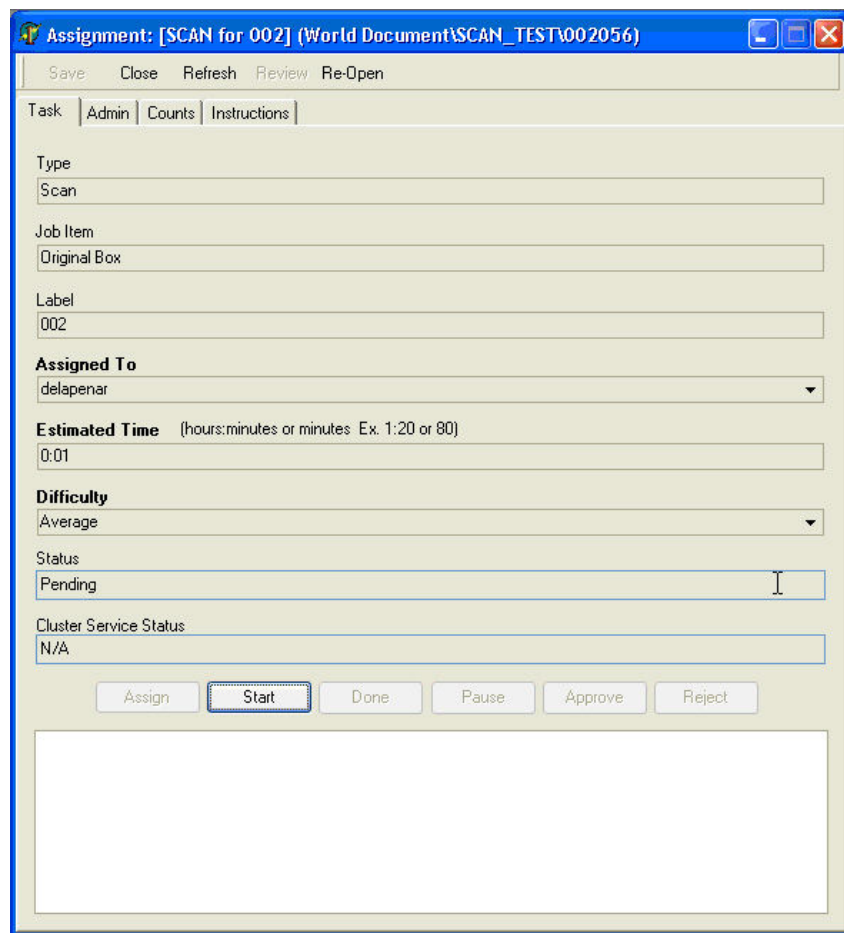 Assignment: [SCAN for 002] (World Document\SCAN_TEST\002056)
Save Close Refresh Review Re-Open
Task Admin Counts Instructions
Type
Scan
Job Item
Original Box
Label
002
Assigned To
delapenar
Estimated Time (hours:minutes or minutes Ex. 1:20 or 80)
0:01
Difficulty
Average
Status
Pending
Cluster Service Status
N/A
Assign Start Done Pause Approve Reject